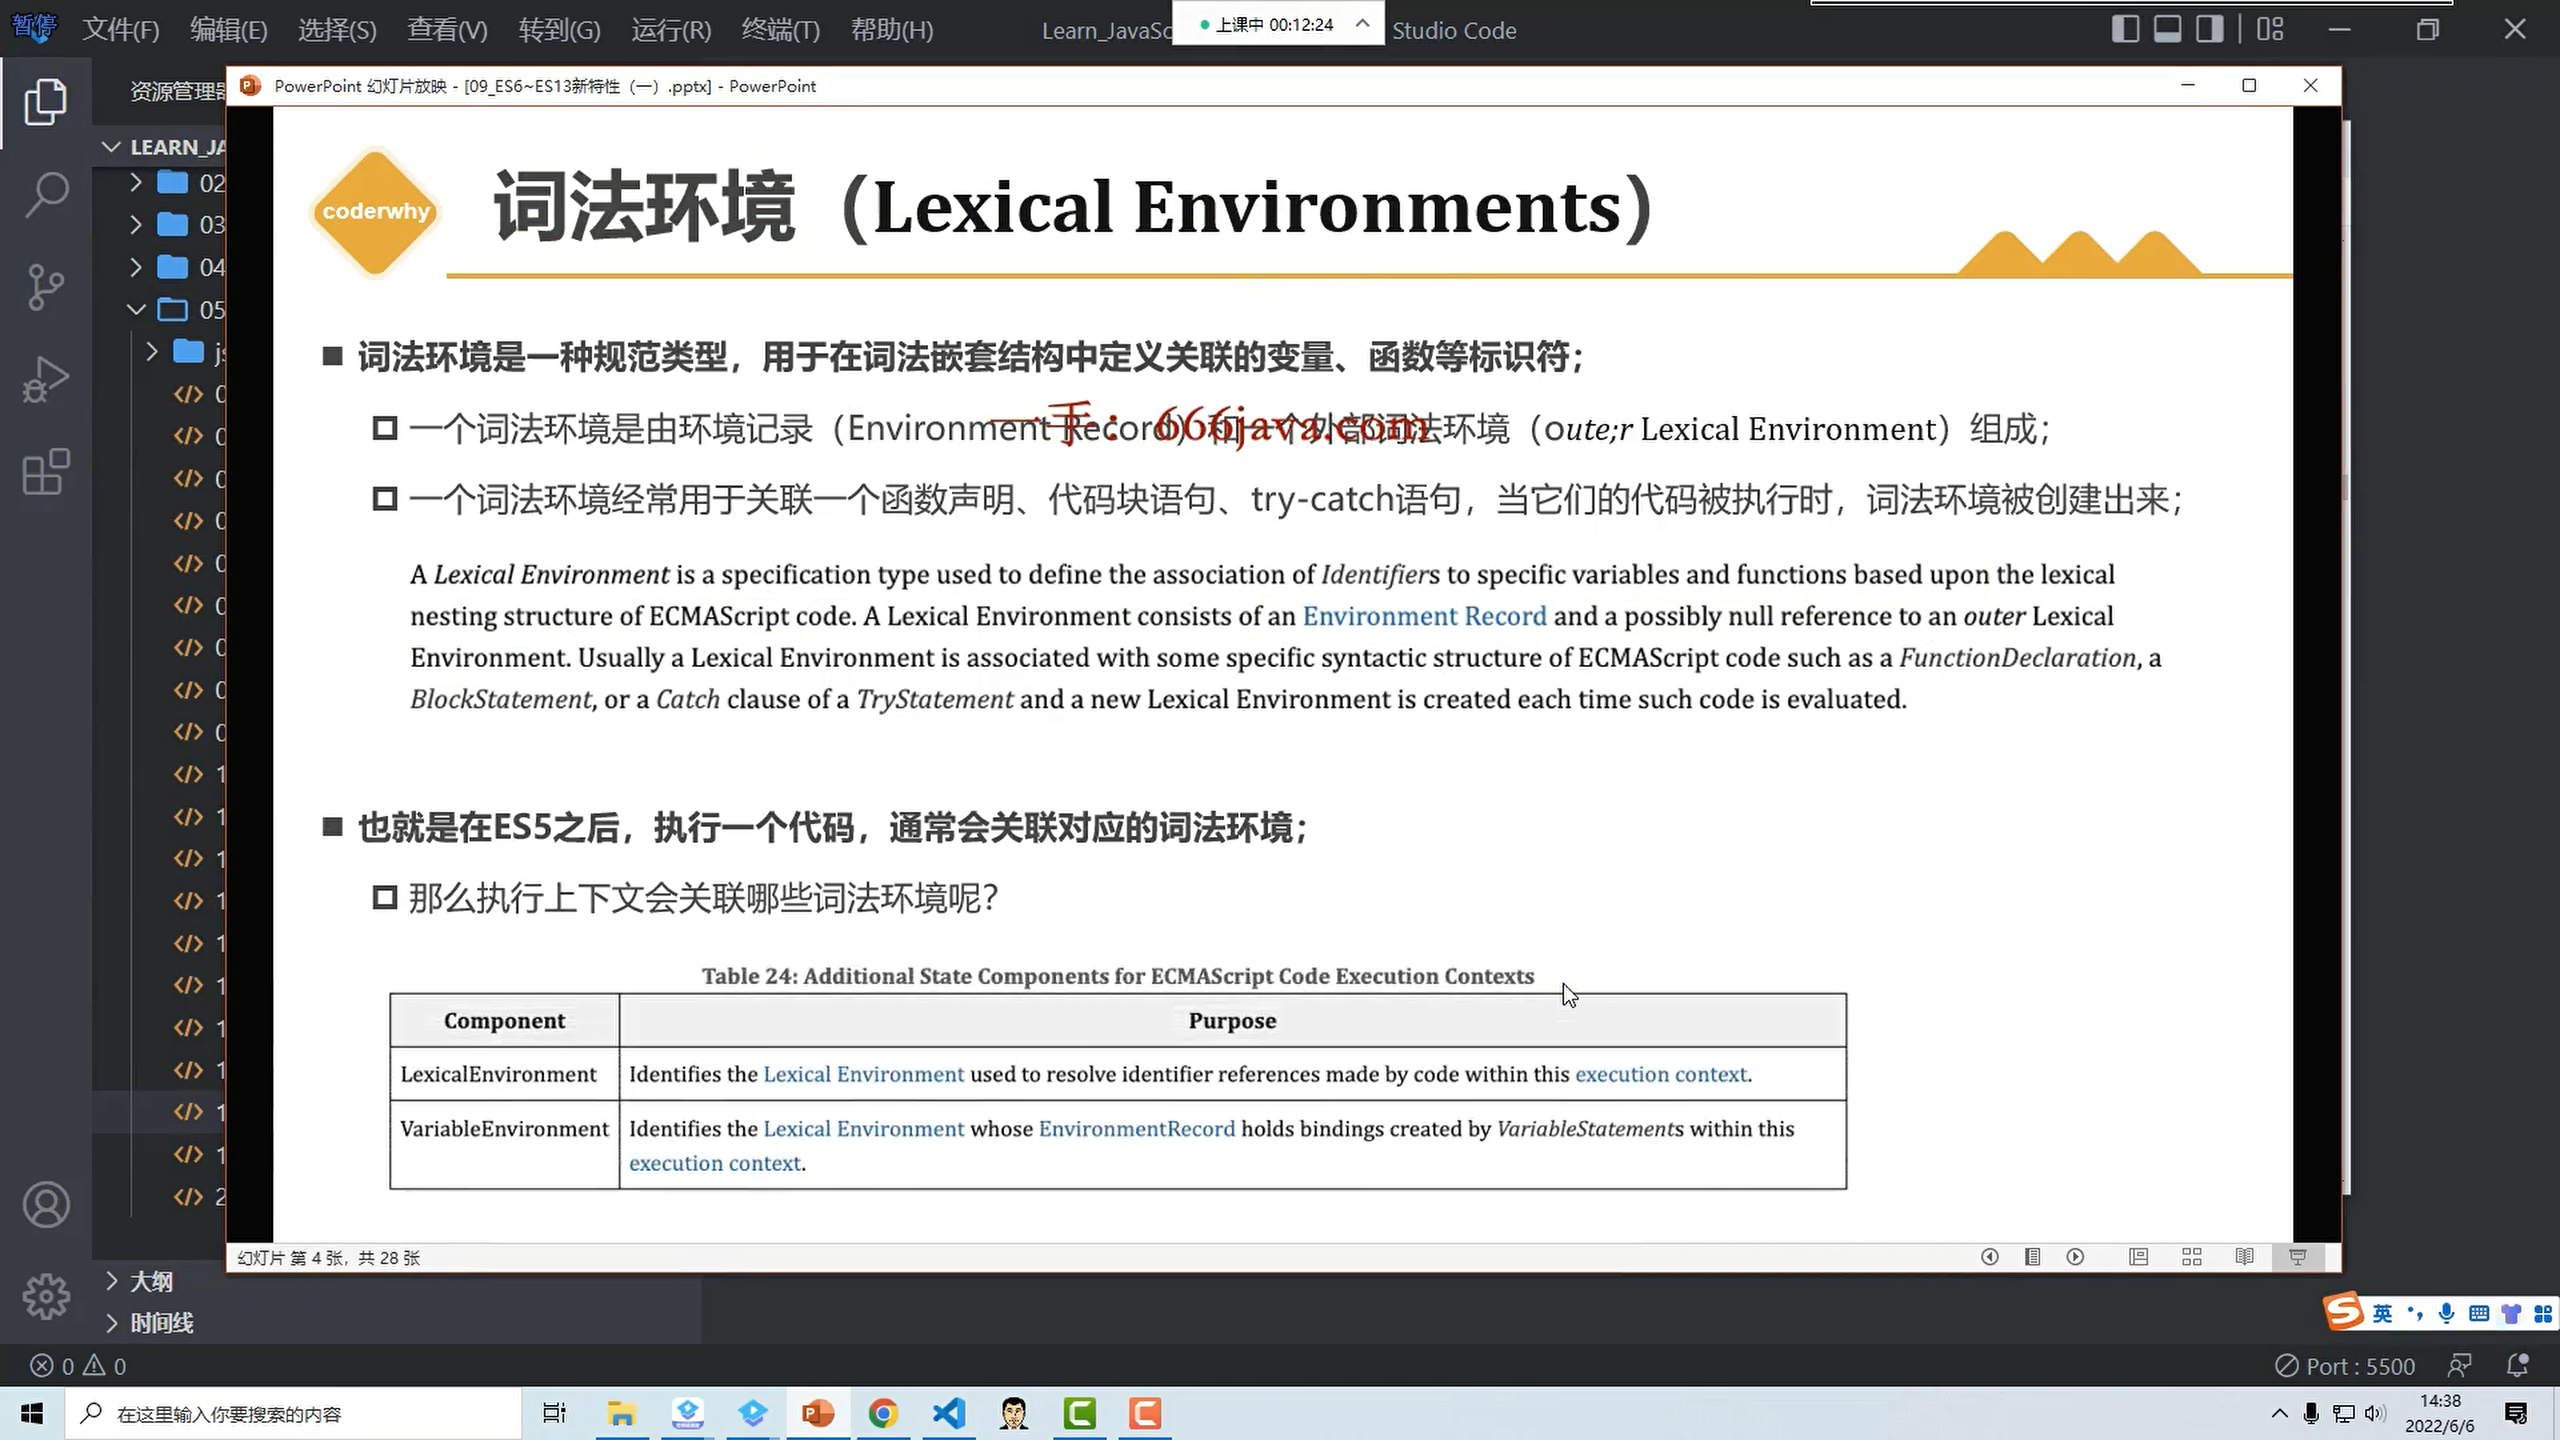 暂停
文件(F) 编辑(E) 选择(S) 查看(V) 转到(G) 运行(R) 终端(T) 帮助(H)
Learn_JavaSc
上课中 00:12:24
Studio Code
资源管理器
PowerPoint 幻灯片放映 - [09_ES6~ES13新特性（一）.pptx] - PowerPoint
LEARN_JA
02
03
04
05
js
coderwhy
词法环境（Lexical Environments）
词法环境是一种规范类型，用于在词法嵌套结构中定义关联的变量、函数等标识符；
一个词法环境是由环境记录（Environment Record）和一个外部词法环境（oute;r Lexical Environment）组成；
一手：666java.com
一个词法环境经常用于关联一个函数声明、代码块语句、try-catch语句，当它们的代码被执行时，词法环境被创建出来；
A Lexical Environment is a specification type used to define the association of Identifiers to specific variables and functions based upon the lexical
nesting structure of ECMAScript code. A Lexical Environment consists of an Environment Record and a possibly null reference to an outer Lexical
Environment. Usually a Lexical Environment is associated with some specific syntactic structure of ECMAScript code such as a FunctionDeclaration, a
BlockStatement, or a Catch clause of a TryStatement and a new Lexical Environment is created each time such code is evaluated.
也就是在ES5之后，执行一个代码，通常会关联对应的词法环境；
那么执行上下文会关联哪些词法环境呢？
Table 24: Additional State Components for ECMAScript Code Execution Contexts
Component Purpose
LexicalEnvironment Identifies the Lexical Environment used to resolve identifier references made by code within this execution context.
VariableEnvironment Identifies the Lexical Environment whose EnvironmentRecord holds bindings created by VariableStatements within this
execution context.
幻灯片 第 4 张，共 28 张
大纲
时间线
英
0 0
Port : 5500
在这里输入你要搜索的内容
14:38
2022/6/6